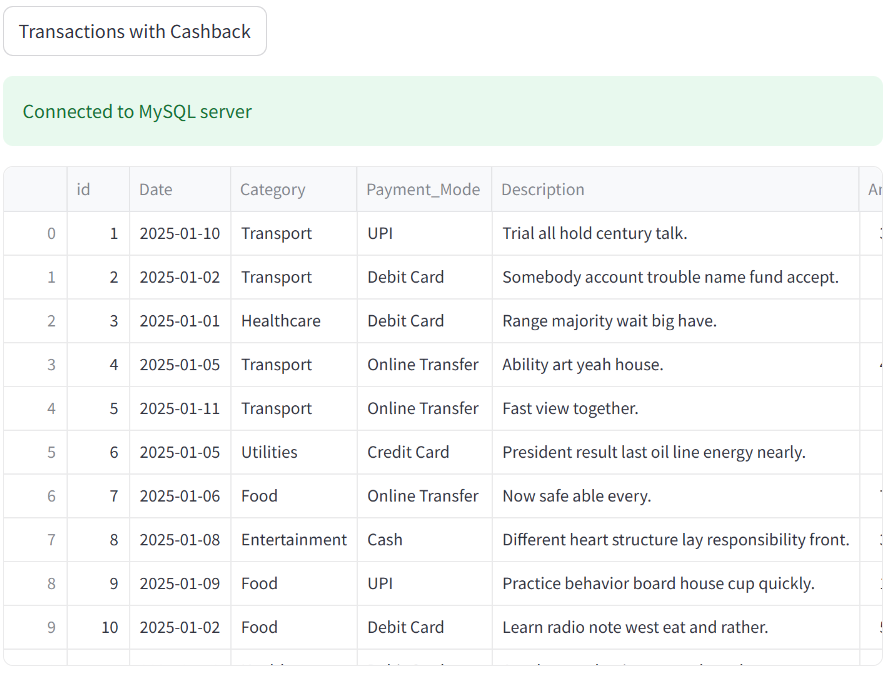 Transactions with Cashback
Connected to MySQL server
id Date Category Payment_Mode Description
0 1 2025-01-10 Transport UPI Trial all hold century talk.
1 2 2025-01-02 Transport Debit Card Somebody account trouble name fund accept.
2 3 2025-01-01 Healthcare Debit Card Range majority wait big have.
3 4 2025-01-05 Transport Online Transfer Ability art yeah house.
4 5 2025-01-11 Transport Online Transfer Fast view together.
5 6 2025-01-05 Utilities Credit Card President result last oil line energy nearly.
6 7 2025-01-06 Food Online Transfer Now safe able every.
7 8 2025-01-08 Entertainment Cash Different heart structure lay responsibility front.
8 9 2025-01-09 Food UPI Practice behavior board house cup quickly.
9 10 2025-01-02 Food Debit Card Learn radio note west eat and rather.